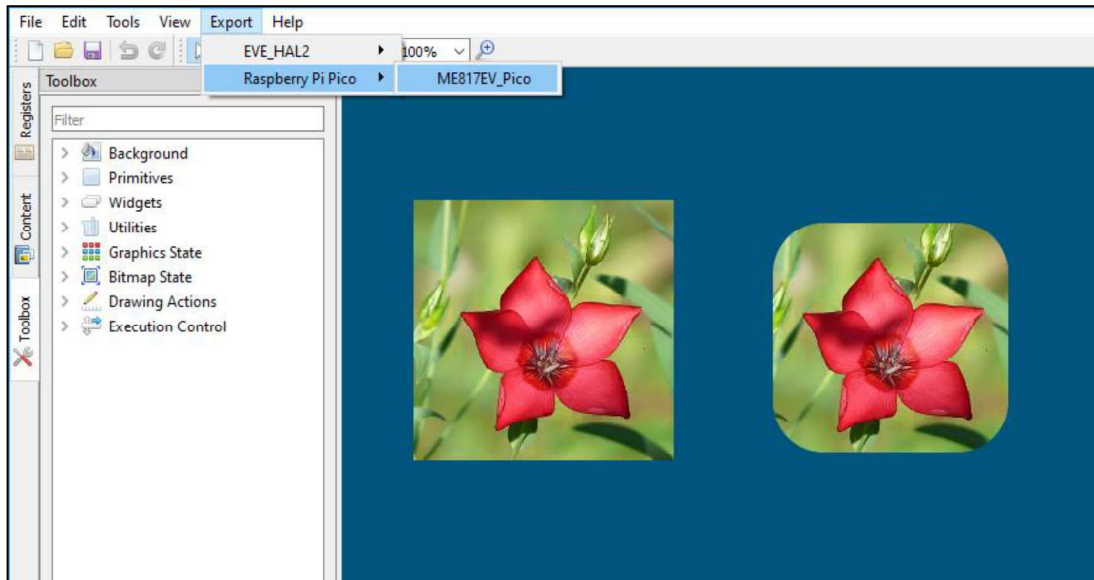 File Edit Tools View Export Help
EVE_HAL2
100%
Raspberry Pi Pico
ME817EV_Pico
Toolbox
Registers
Content
Toolbox
Filter
Background
Primitives
Widgets
Utilities
Graphics State
Bitmap State
Drawing Actions
Execution Control